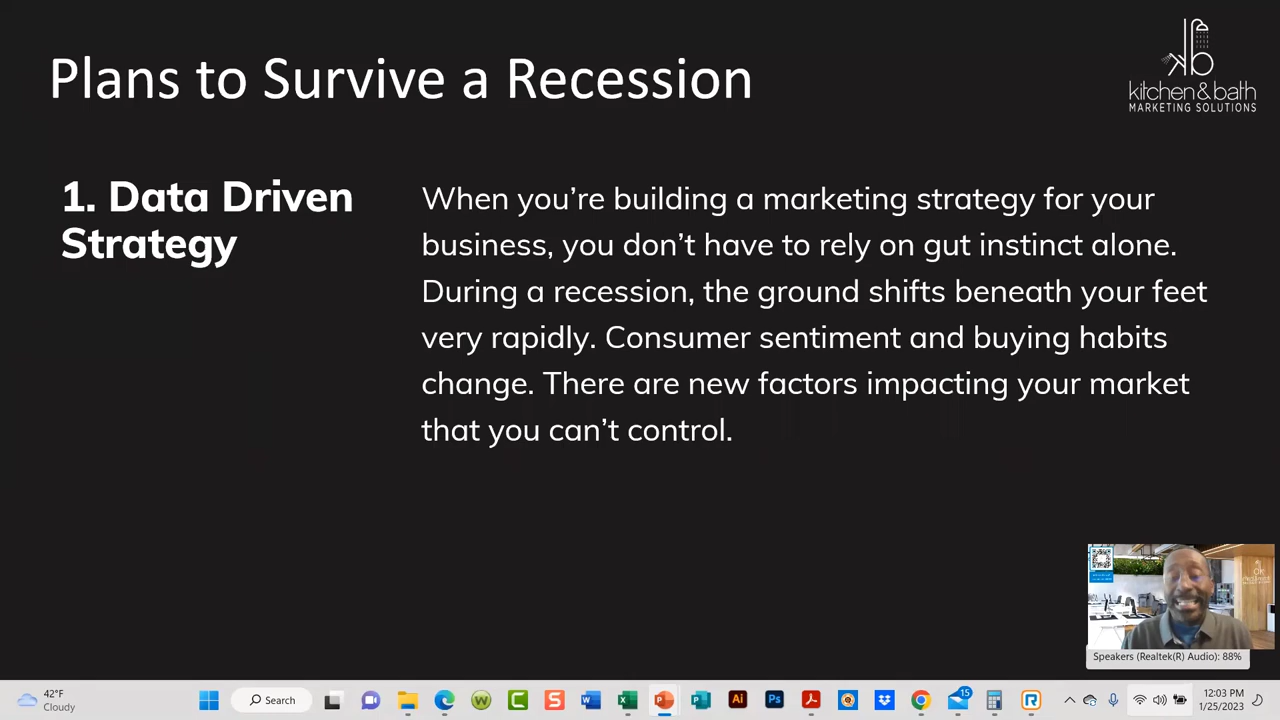 Plans to Survive a Recession
kb
kitchen&bath
MARKETING SOLUTIONS
1. Data Driven
Strategy
When you’re building a marketing strategy for your
business, you don’t have to rely on gut instinct alone.
During a recession, the ground shifts beneath your feet
very rapidly. Consumer sentiment and buying habits
change. There are new factors impacting your market
that you can’t control.
Speakers (Realtek(R) Audio): 88%
42°F
Cloudy
Search
15
12:03 PM
1/25/2023